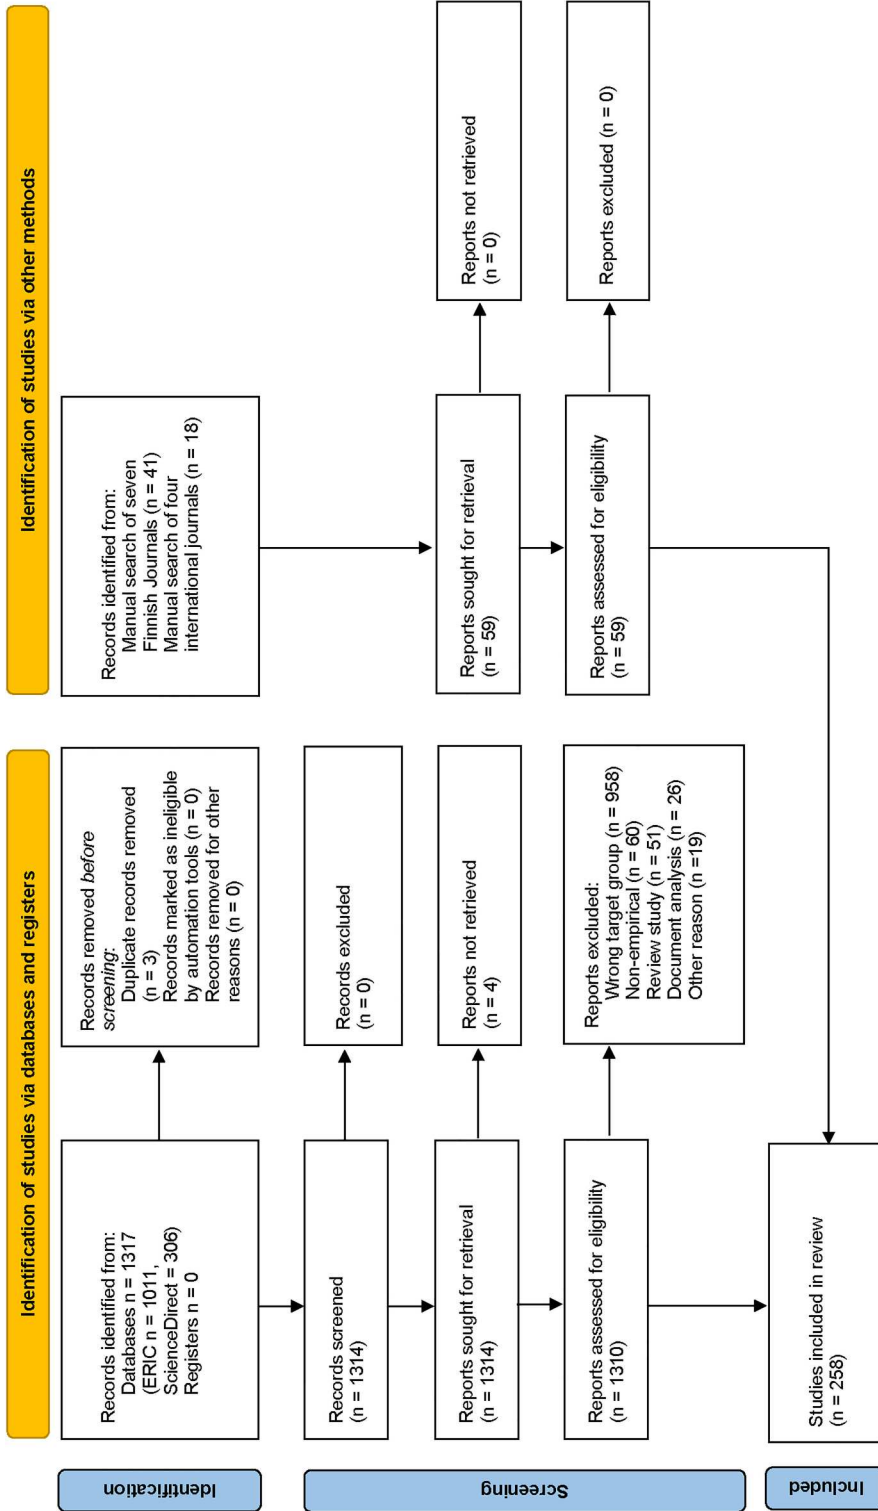 Identification of studies via databases and registers
Identification of studies via other methods
Identification
Records identified from:
Databases n = 1317
(ERIC n = 1011,
ScienceDirect = 306)
Registers n = 0
Records removed before
screening:
Duplicate records removed
(n = 3)
Records marked as ineligible
by automation tools (n = 0)
Records removed for other
reasons (n = 0)
Records identified from:
Manual search of seven
Finnish Journals (n = 41)
Manual search of four
international journals (n = 18)
Screening
Records screened
(n = 1314)
Records excluded
(n = 0)
Reports sought for retrieval
(n = 1314)
Reports not retrieved
(n = 4)
Reports sought for retrieval
(n = 59)
Reports not retrieved
(n = 0)
Reports assessed for eligibility
(n = 1310)
Reports excluded:
Wrong target group (n = 958)
Non-empirical (n = 60)
Review study (n = 51)
Document analysis (n = 26)
Other reason (n =19)
Reports assessed for eligibility
(n = 59)
Reports excluded (n = 0)
Included
Studies included in review
(n = 258)